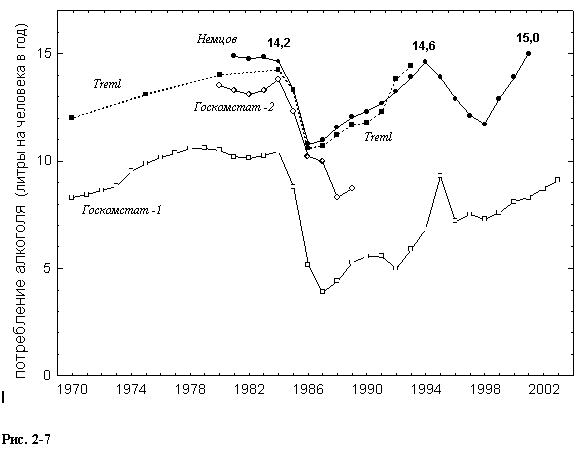 потребление алкоголя (литры на человека в год)
15
10
5
0
Немцов
14,2
14,6
15,0
Treml
Госкомстат -2
Treml
Госкомстат -1
1970 1974 1978 1982 1986 1990 1994 1998 2002
Рис. 2-7